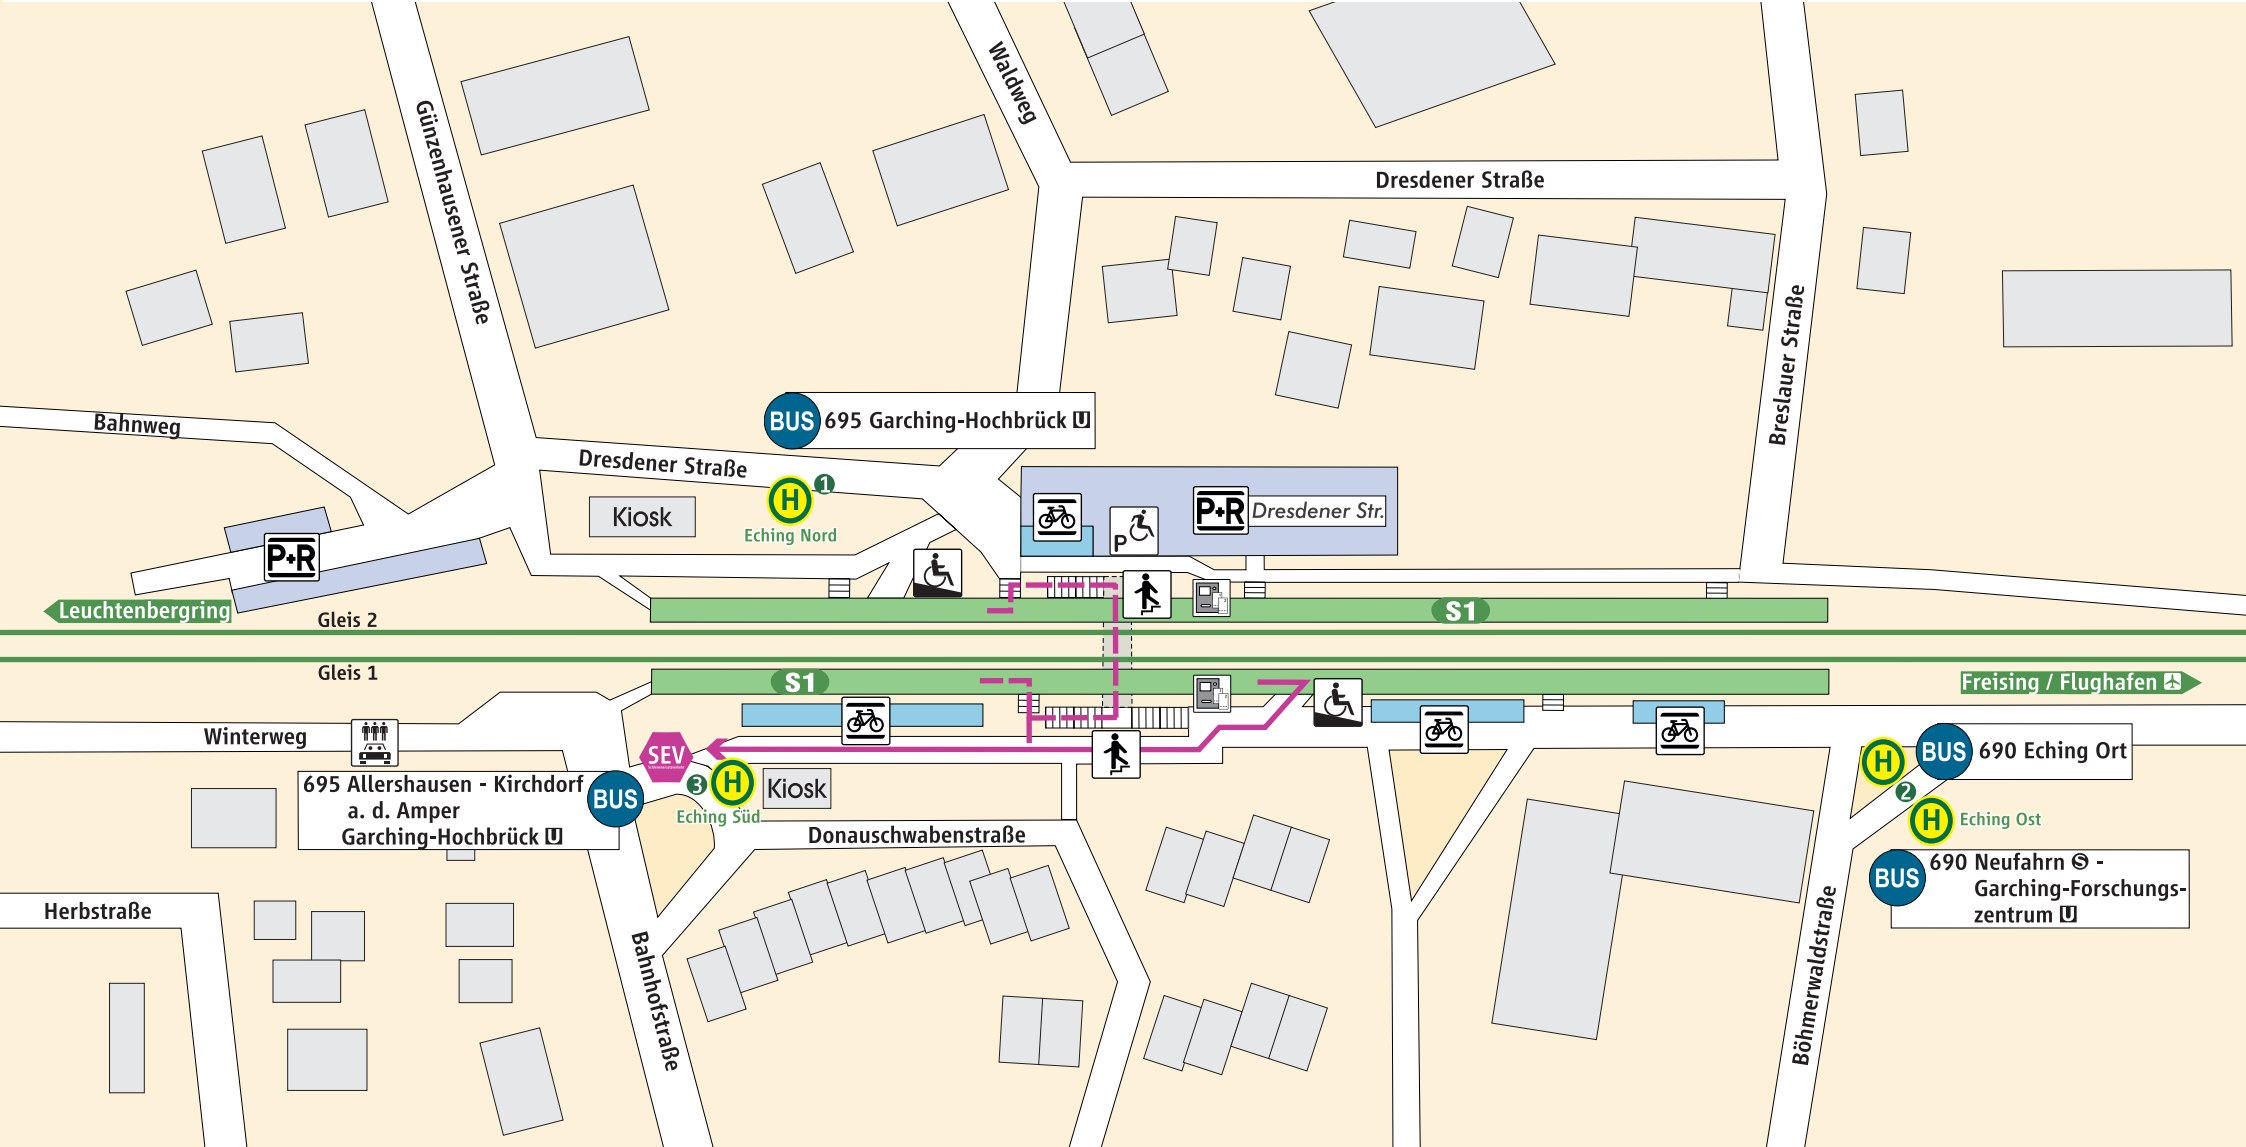 Waldweg
Günzenhausener Straße
Dresdener Straße
Breslauer Straße
Bahnweg
BUS 695 Garching-Hochbrück U
Dresdener Straße
H 1
Eching Nord
Kiosk
P+R Dresdener Str.
P
P+R
Leuchtenbergring
Gleis 2
S1
Gleis 1
S1
Freising / Flughafen
Winterweg
SEV
695 Allershausen - Kirchdorf
a. d. Amper
Garching-Hochbrück U
BUS
3 H
Eching Süd
Kiosk
Donauschwabenstraße
H BUS 690 Eching Ort
2
H Eching Ost
BUS 690 Neufahrn S -
Garching-Forschungs-
zentrum U
Herbstraße
Bahnhofstraße
Böhmerwaldstraße